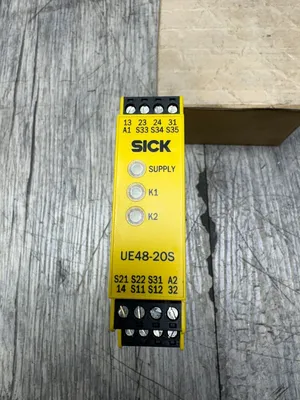 13 23 24 31
A1 S33 S34 S35
SICK
SUPPLY
K1
K2
UE48-20S
S21 S22 S31 A2
14 S11 S12 32